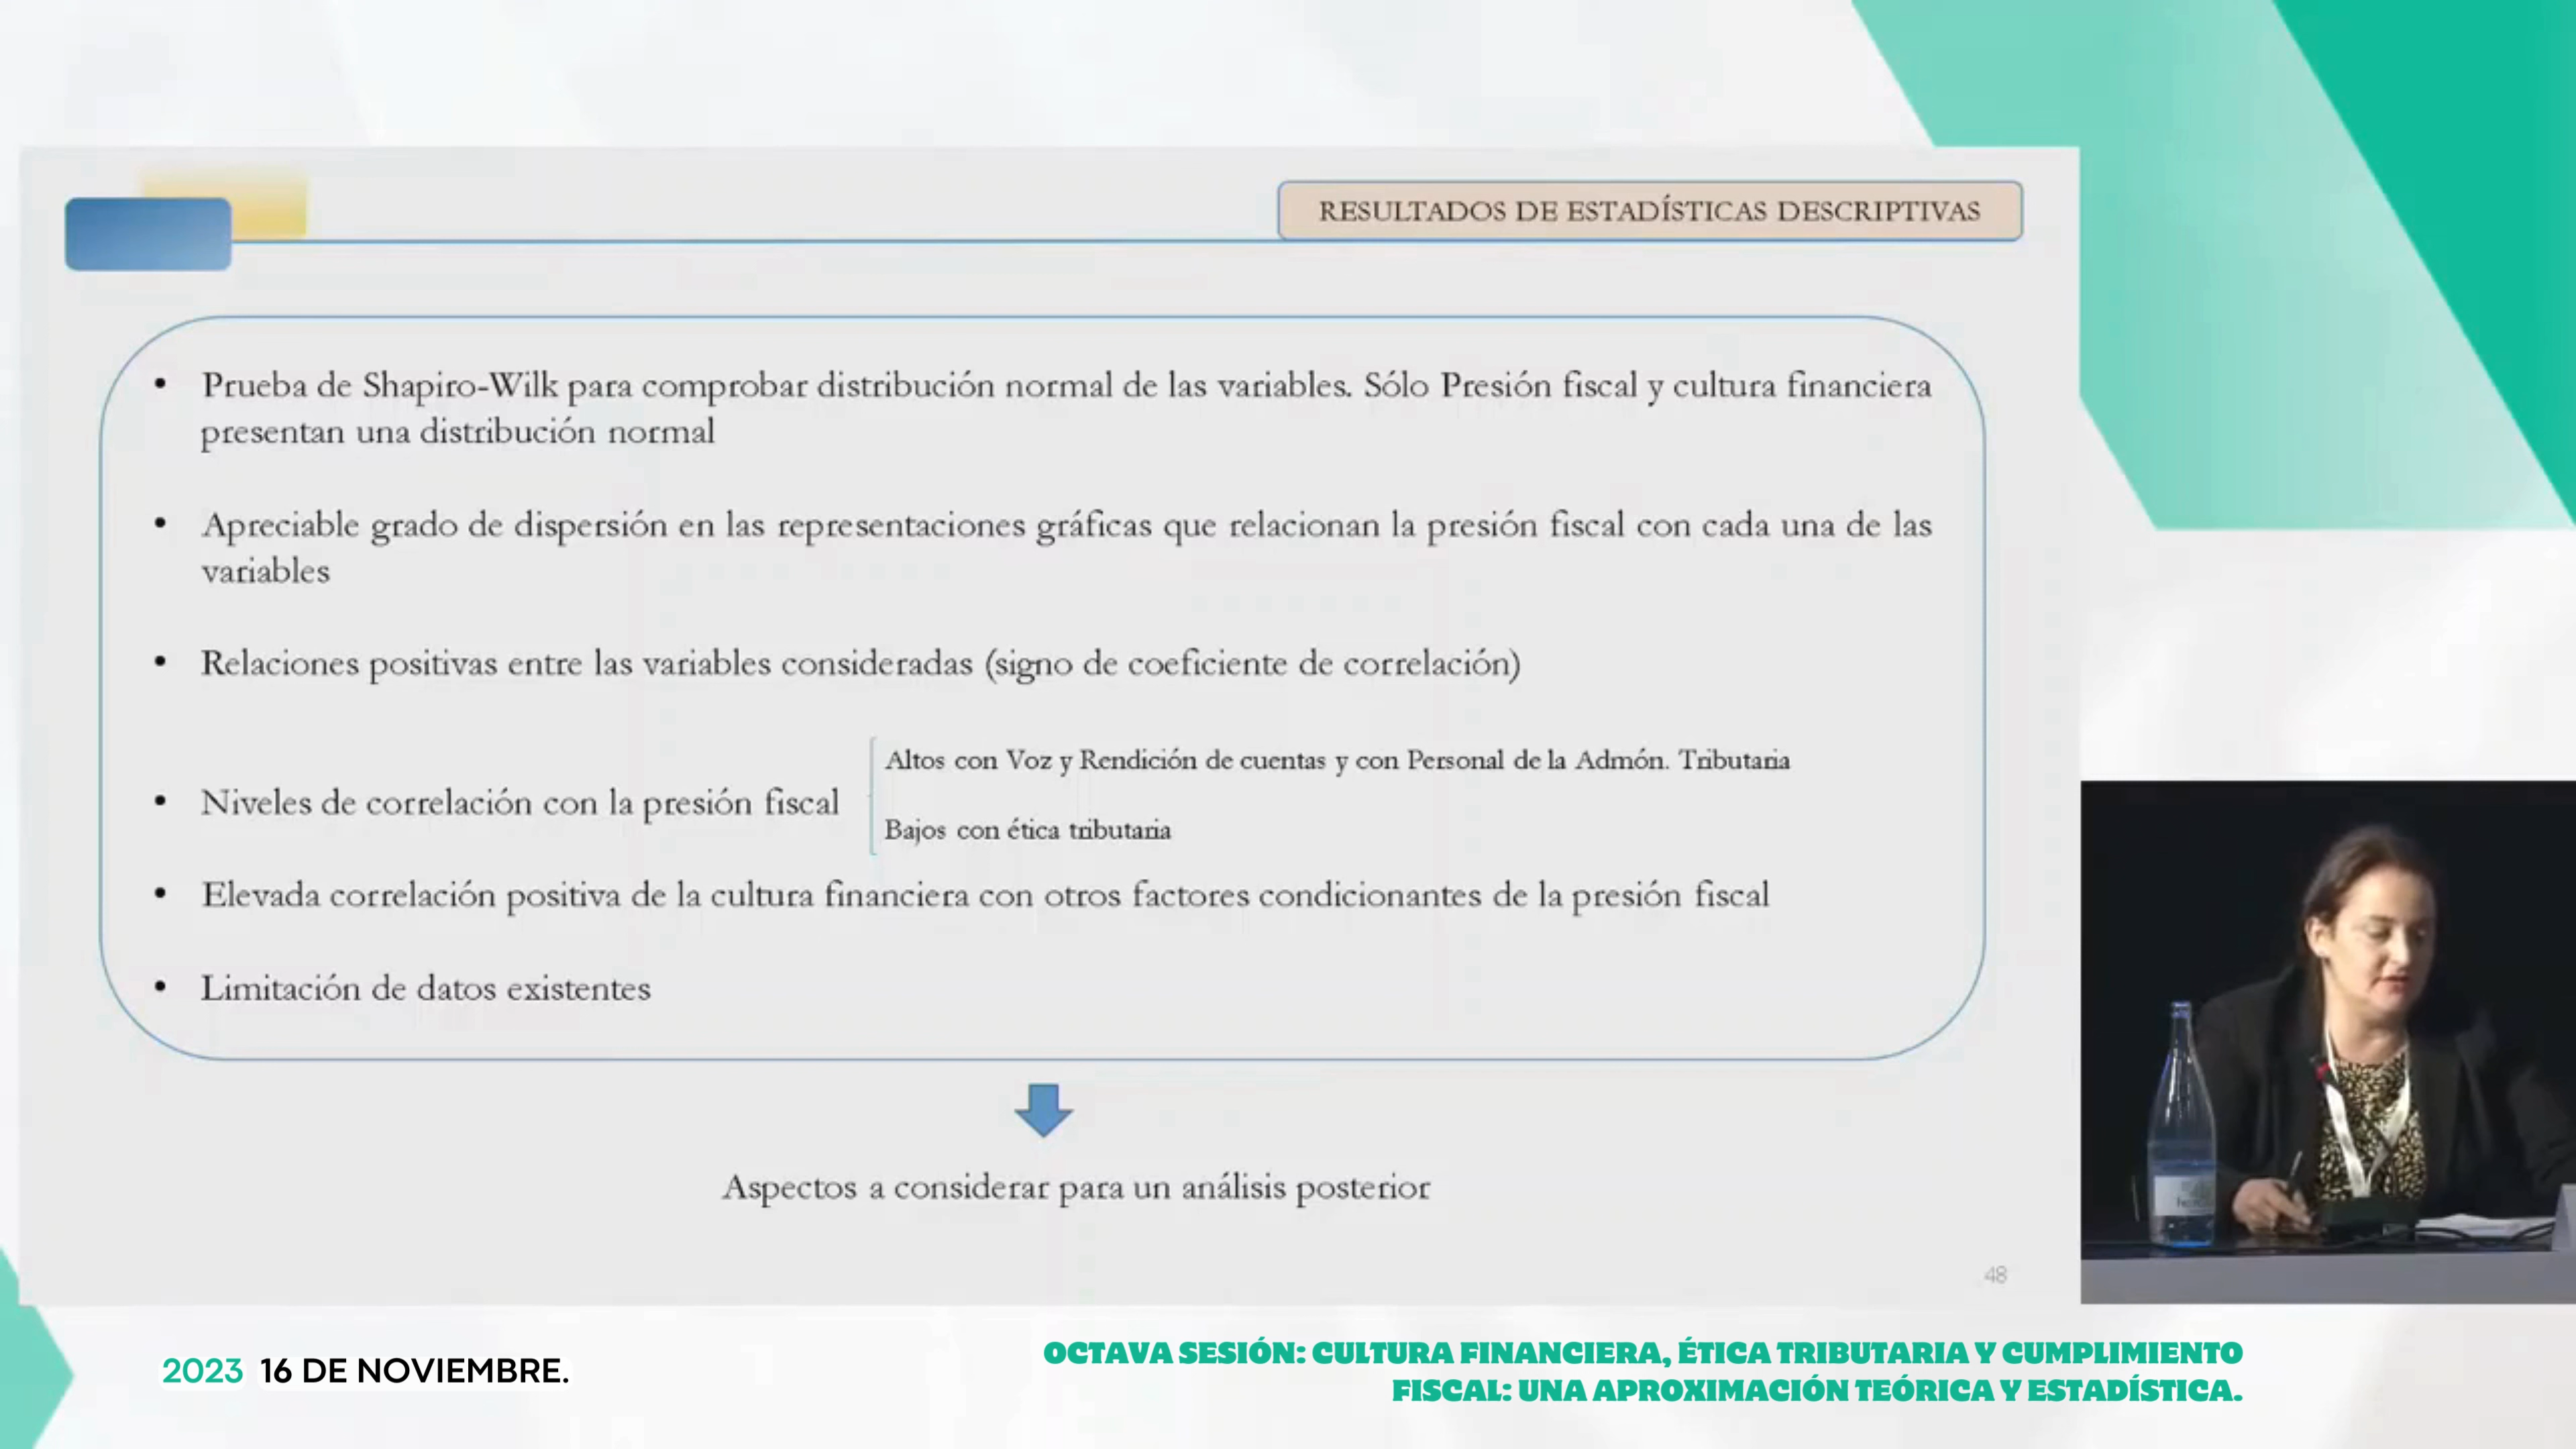 RESULTADOS DE ESTADÍSTICAS DESCRIPTIVAS
• Prueba de Shapiro-Wilk para comprobar distribución normal de las variables. Sólo Presión fiscal y cultura financiera
presentan una distribución normal
• Apreciable grado de dispersión en las representaciones gráficas que relacionan la presión fiscal con cada una de las
variables
• Relaciones positivas entre las variables consideradas (signo de coeficiente de correlación)
• Niveles de correlación con la presión fiscal
Altos con Voz y Rendición de cuentas y con Personal de la Admón. Tributaria
Bajos con ética tributaria
• Elevada correlación positiva de la cultura financiera con otros factores condicionantes de la presión fiscal
• Limitación de datos existentes
Aspectos a considerar para un análisis posterior
48
2023 16 DE NOVIEMBRE.
OCTAVA SESIÓN: CULTURA FINANCIERA, ÉTICA TRIBUTARIA Y CUMPLIMIENTO
FISCAL: UNA APROXIMACIÓN TEÓRICA Y ESTADÍSTICA.